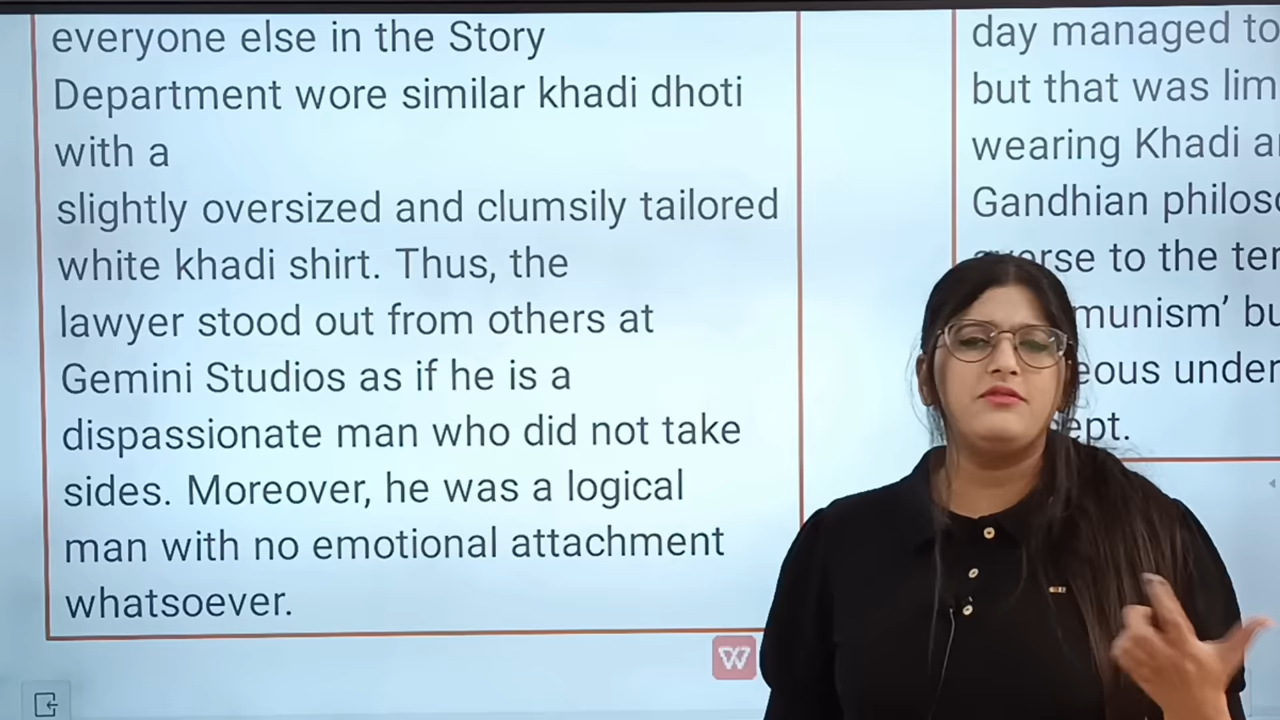 everyone else in the Story
Department wore similar khadi dhoti
with a
slightly oversized and clumsily tailored
white khadi shirt. Thus, the
lawyer stood out from others at
Gemini Studios as if he is a
dispassionate man who did not take
sides. Moreover, he was a logical
man with no emotional attachment
whatsoever.
day managed to
but that was
wearing Khadi
Gandhian
to the
under